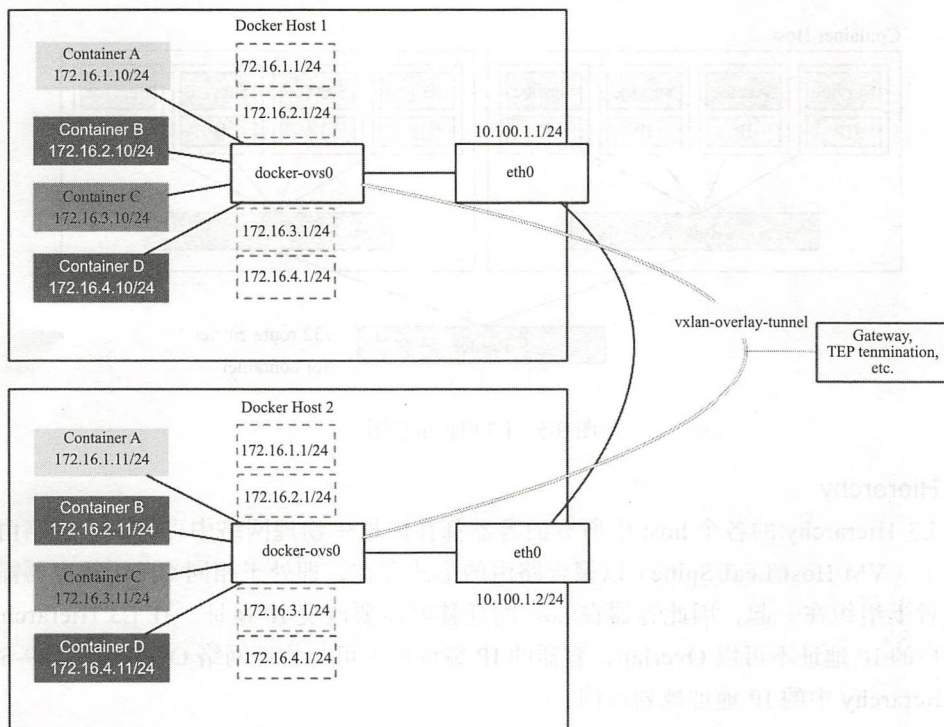 Docker Host 1
Container A
172.16.1.10/24
Container B
172.16.2.10/24
Container C
172.16.3.10/24
Container D
172.16.4.10/24
172.16.1.1/24
172.16.2.1/24
docker-ovs0
172.16.3.1/24
172.16.4.1/24
10.100.1.1/24
eth0
vxlan-overlay-tunnel
Gateway,
TEP tenmination,
etc.
Docker Host 2
Container A
172.16.1.11/24
Container B
172.16.2.11/24
Container C
172.16.3.11/24
Container D
172.16.4.11/24
172.16.1.1/24
172.16.2.1/24
docker-ovs0
172.16.3.1/24
172.16.4.1/24
eth0
10.100.1.2/24